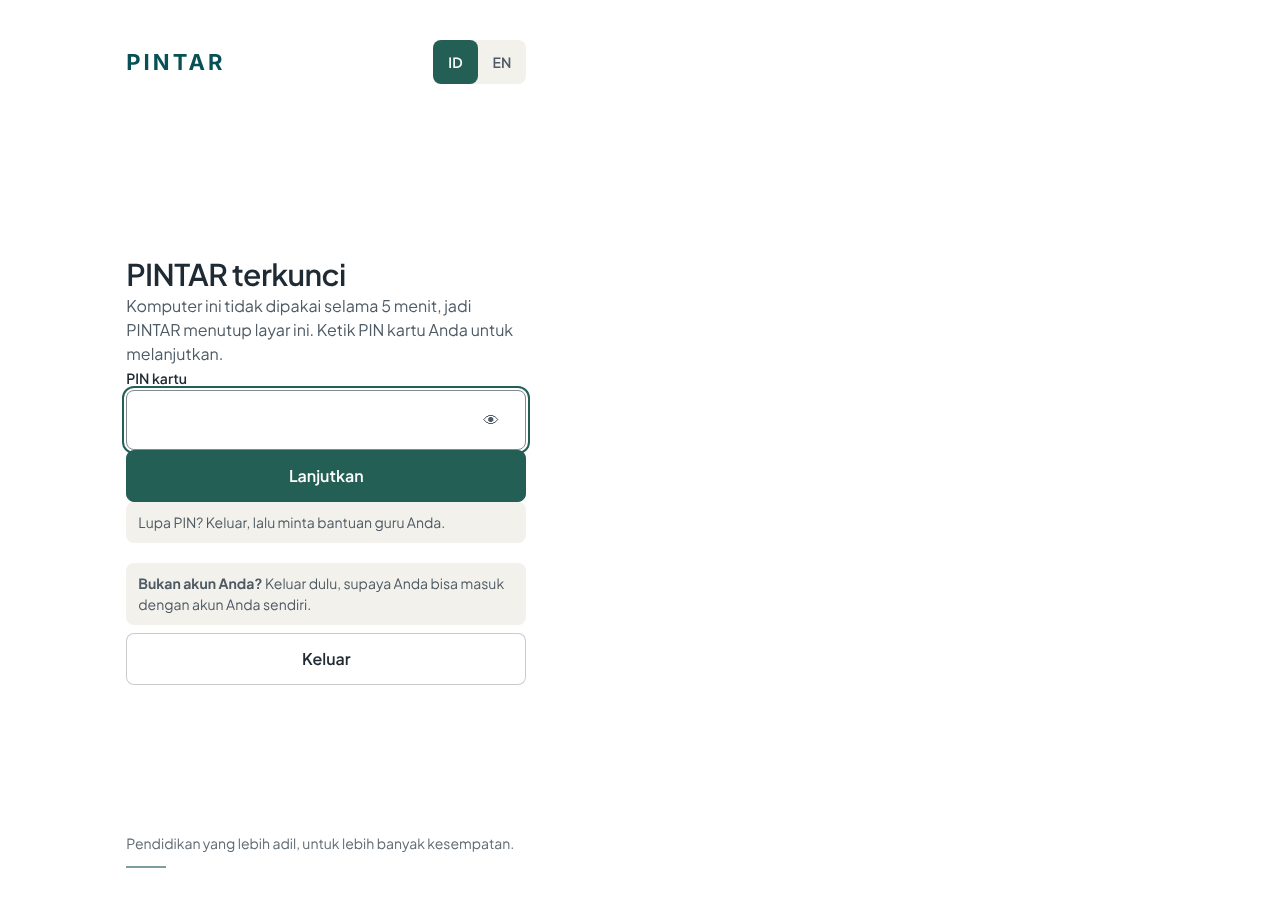 PINTAR
ID
EN
PINTAR terkunci
Komputer ini tidak dipakai selama 5 menit, jadi
PINTAR menutup layar ini. Ketik PIN kartu Anda untuk
melanjutkan.
PIN kartu
Lanjutkan
Lupa PIN? Keluar, lalu minta bantuan guru Anda.
Bukan akun Anda? Keluar dulu, supaya Anda bisa masuk
dengan akun Anda sendiri.
Keluar
Pendidikan yang lebih adil, untuk lebih banyak kesempatan.